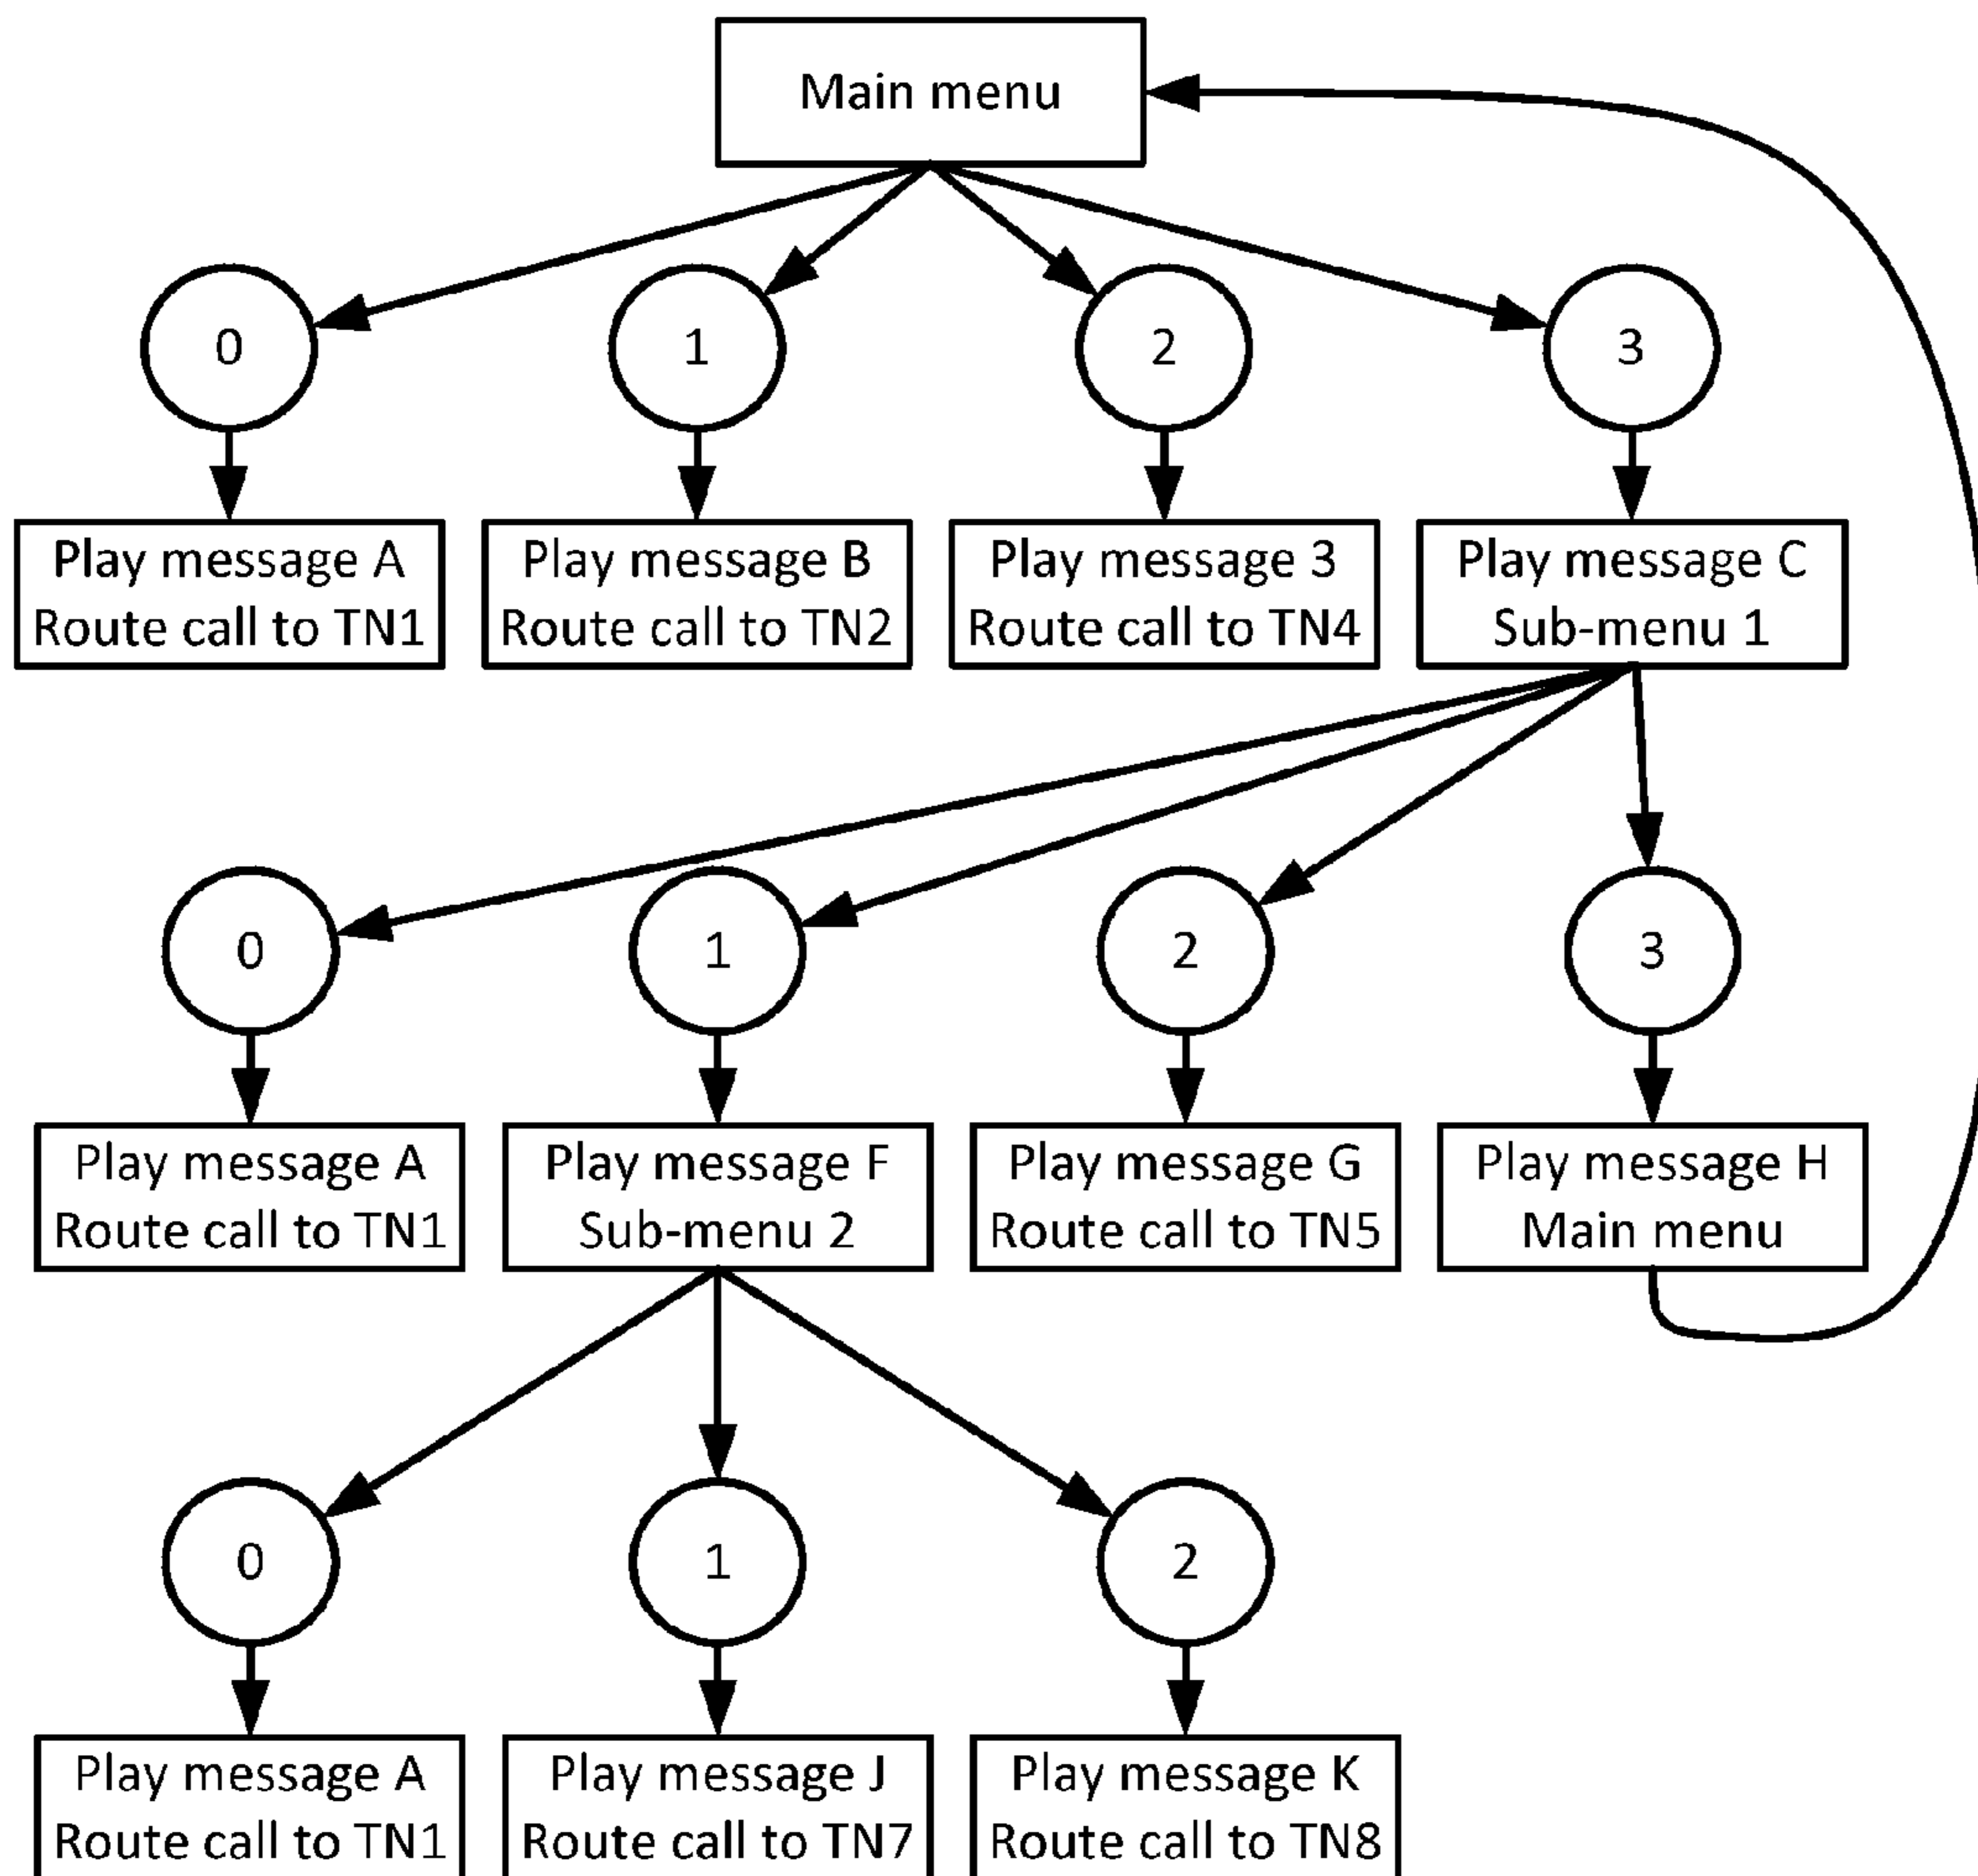 Main menu
0
1
2
3
Play message A
Route call to TN1
Play message B
Route call to TN2
Play message 3
Route call to TN4
Play message C
Sub-menu 1
0
1
2
3
Play message A
Route call to TN1
Play message F
Sub-menu 2
Play message G
Route call to TN5
Play message H
Main menu
0
1
2
Play message A
Route call to TN1
Play message J
Route call to TN7
Play message K
Route call to TN8